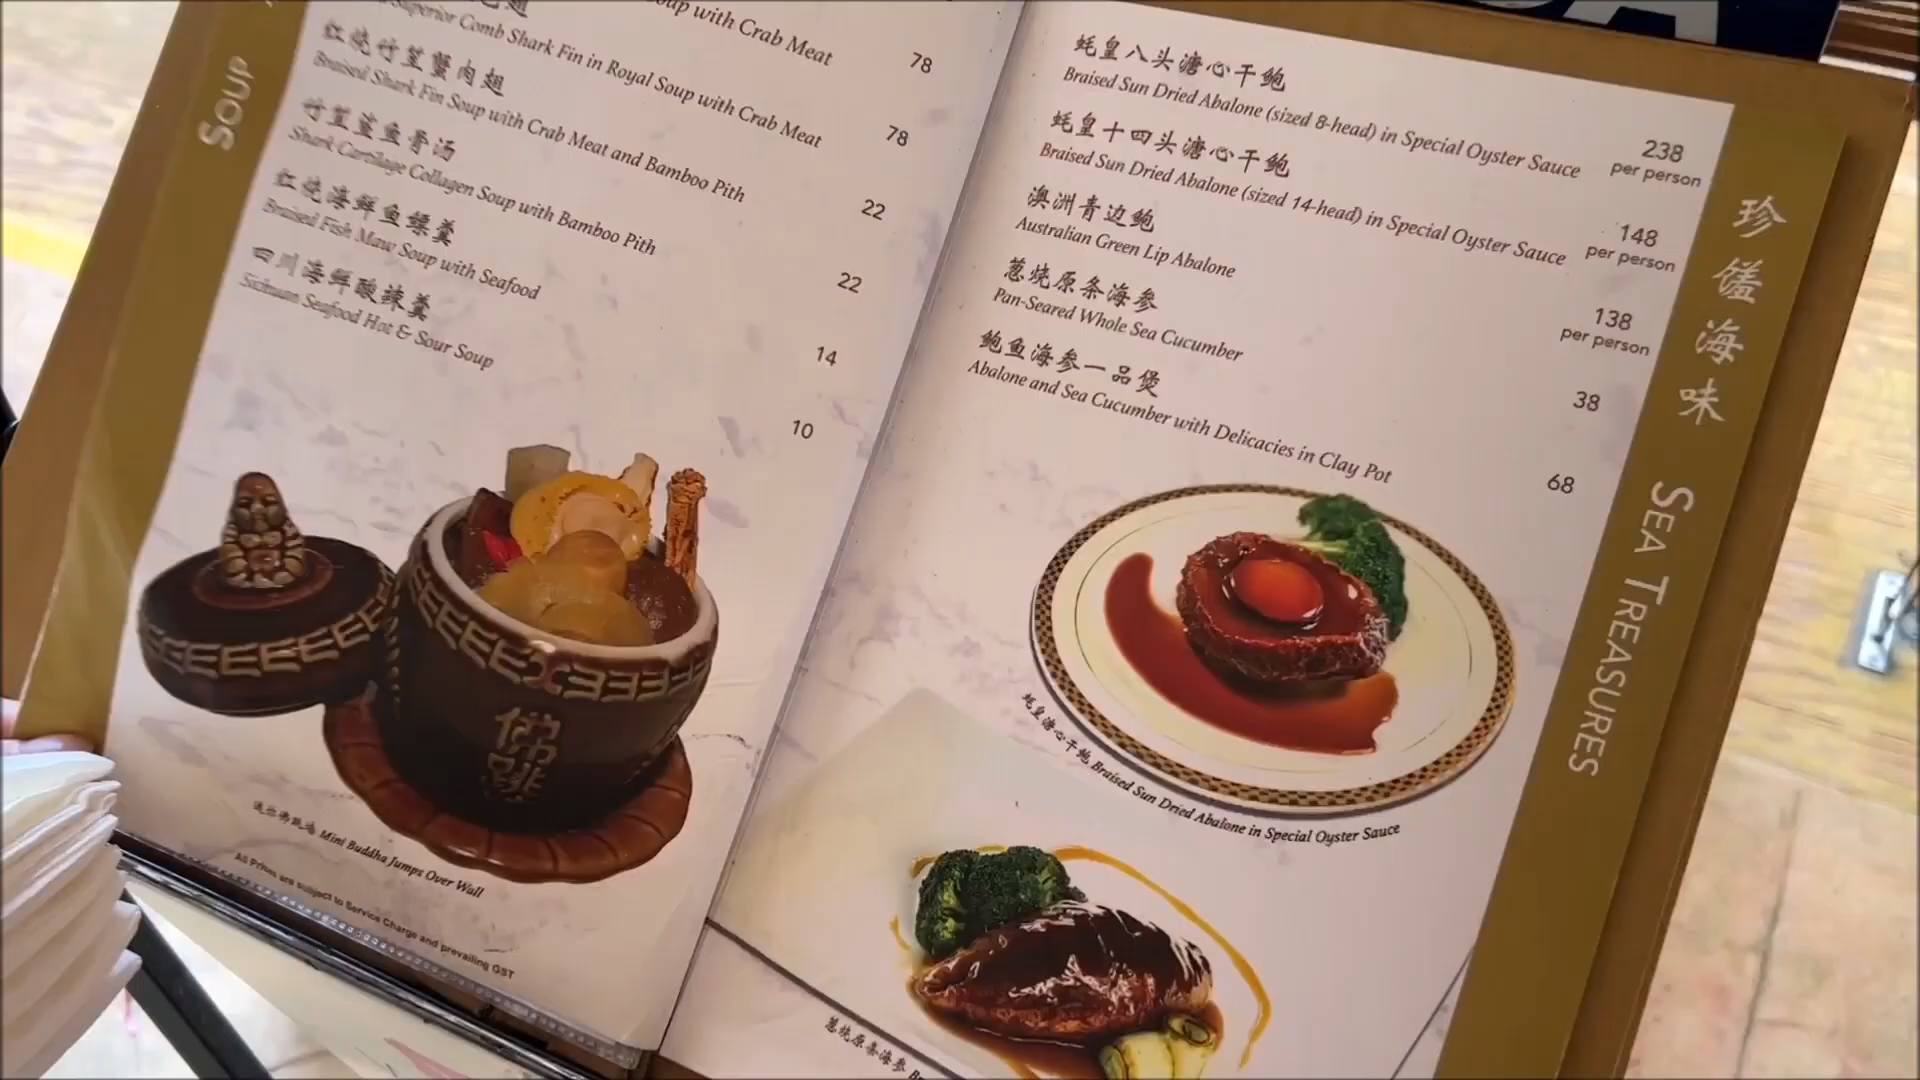 SOUP
oup with Crab Meat
78
Superior Comb Shark Fin in Royal Soup with Crab Meat
78
红烧竹笙蟹肉翅
Braised Shark Fin Soup with Crab Meat and Bamboo Pith
22
竹笙鲨鱼骨汤
Shark Cartilage Collagen Soup with Bamboo Pith
22
红烧海鲜鱼鳔羹
Braised Fish Maw Soup with Seafood
14
四川海鲜酸辣羹
Sichuan Seafood Hot & Sour Soup
10
佛跳
迷你佛跳墙 Mini Buddha Jumps Over Wall
All Prices are subject to Service Charge and prevailing GST
蚝皇八头溏心干鲍
Braised Sun Dried Abalone (sized 8-head) in Special Oyster Sauce
238
per person
蚝皇十四头溏心干鲍
Braised Sun Dried Abalone (sized 14-head) in Special Oyster Sauce
148
per person
澳洲青边鲍
Australian Green Lip Abalone
138
per person
葱烧原条海参
Pan-Seared Whole Sea Cucumber
38
鲍鱼海参一品煲
Abalone and Sea Cucumber with Delicacies in Clay Pot
68
蚝皇溏心干鲍 Braised Sun Dried Abalone in Special Oyster Sauce
葱烧原条海参
珍馐海味 SEA TREASURES